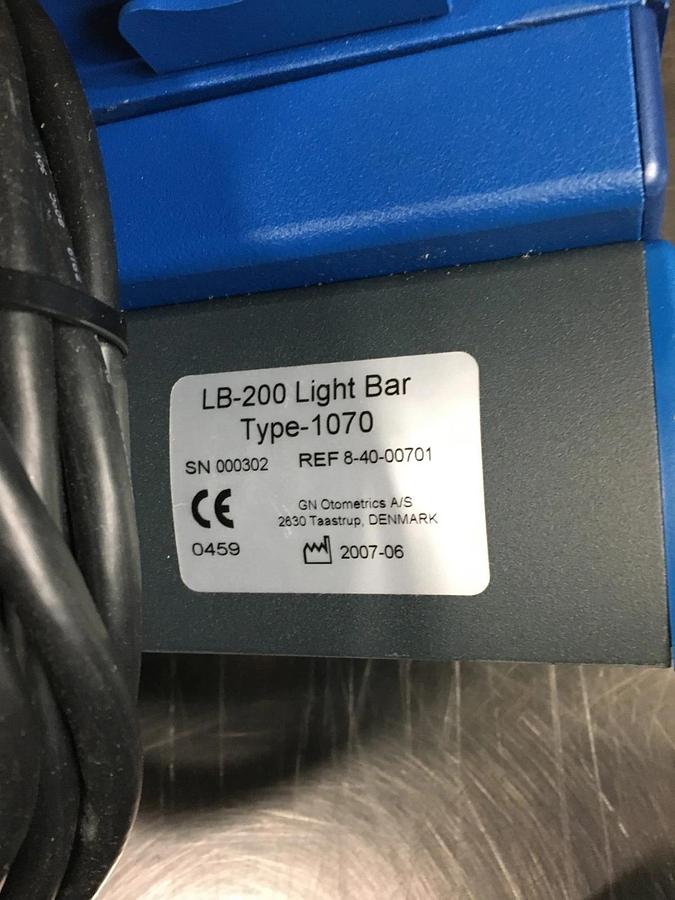 LB-200 Light Bar
Type-1070
SN 000302 REF 8-40-00701
CE GN Otometrics A/S
2630 Taastrup, DENMARK
0459 2007-06